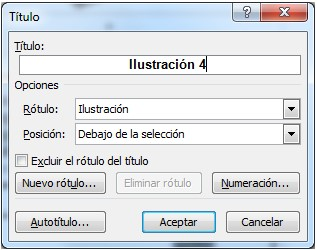 Título
Título:
Ilustración 4
Opciones
Rótulo: Ilustración
Posición: Debajo de la selección
Excluir el rótulo del título
Nuevo rótulo... Eliminar rótulo Numeración...
Autotítulo... Aceptar Cancelar